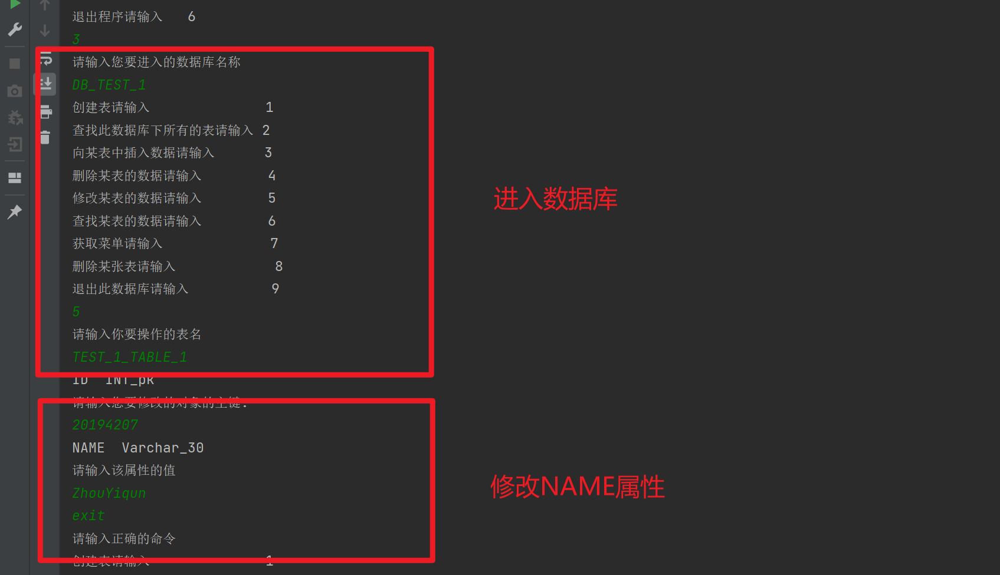 退出程序请输入 6
3
请输入您要进入的数据库名称
DB_TEST_1
创建表请输入 1
查找此数据库下所有的表请输入 2
向某表中插入数据请输入 3
删除某表的数据请输入 4
修改某表的数据请输入 5
查找某表的数据请输入 6
获取菜单请输入 7
删除某张表请输入 8
退出此数据库请输入 9
5
请输入你要操作的表名
TEST_1_TABLE_1
进入数据库
ID INT_pK
请输入您要修改的对象的主键：
20194207
NAME Varchar_30
请输入该属性的值
ZhouYiqun
exit
请输入正确的命令
创建表请输入 1
修改NAME属性